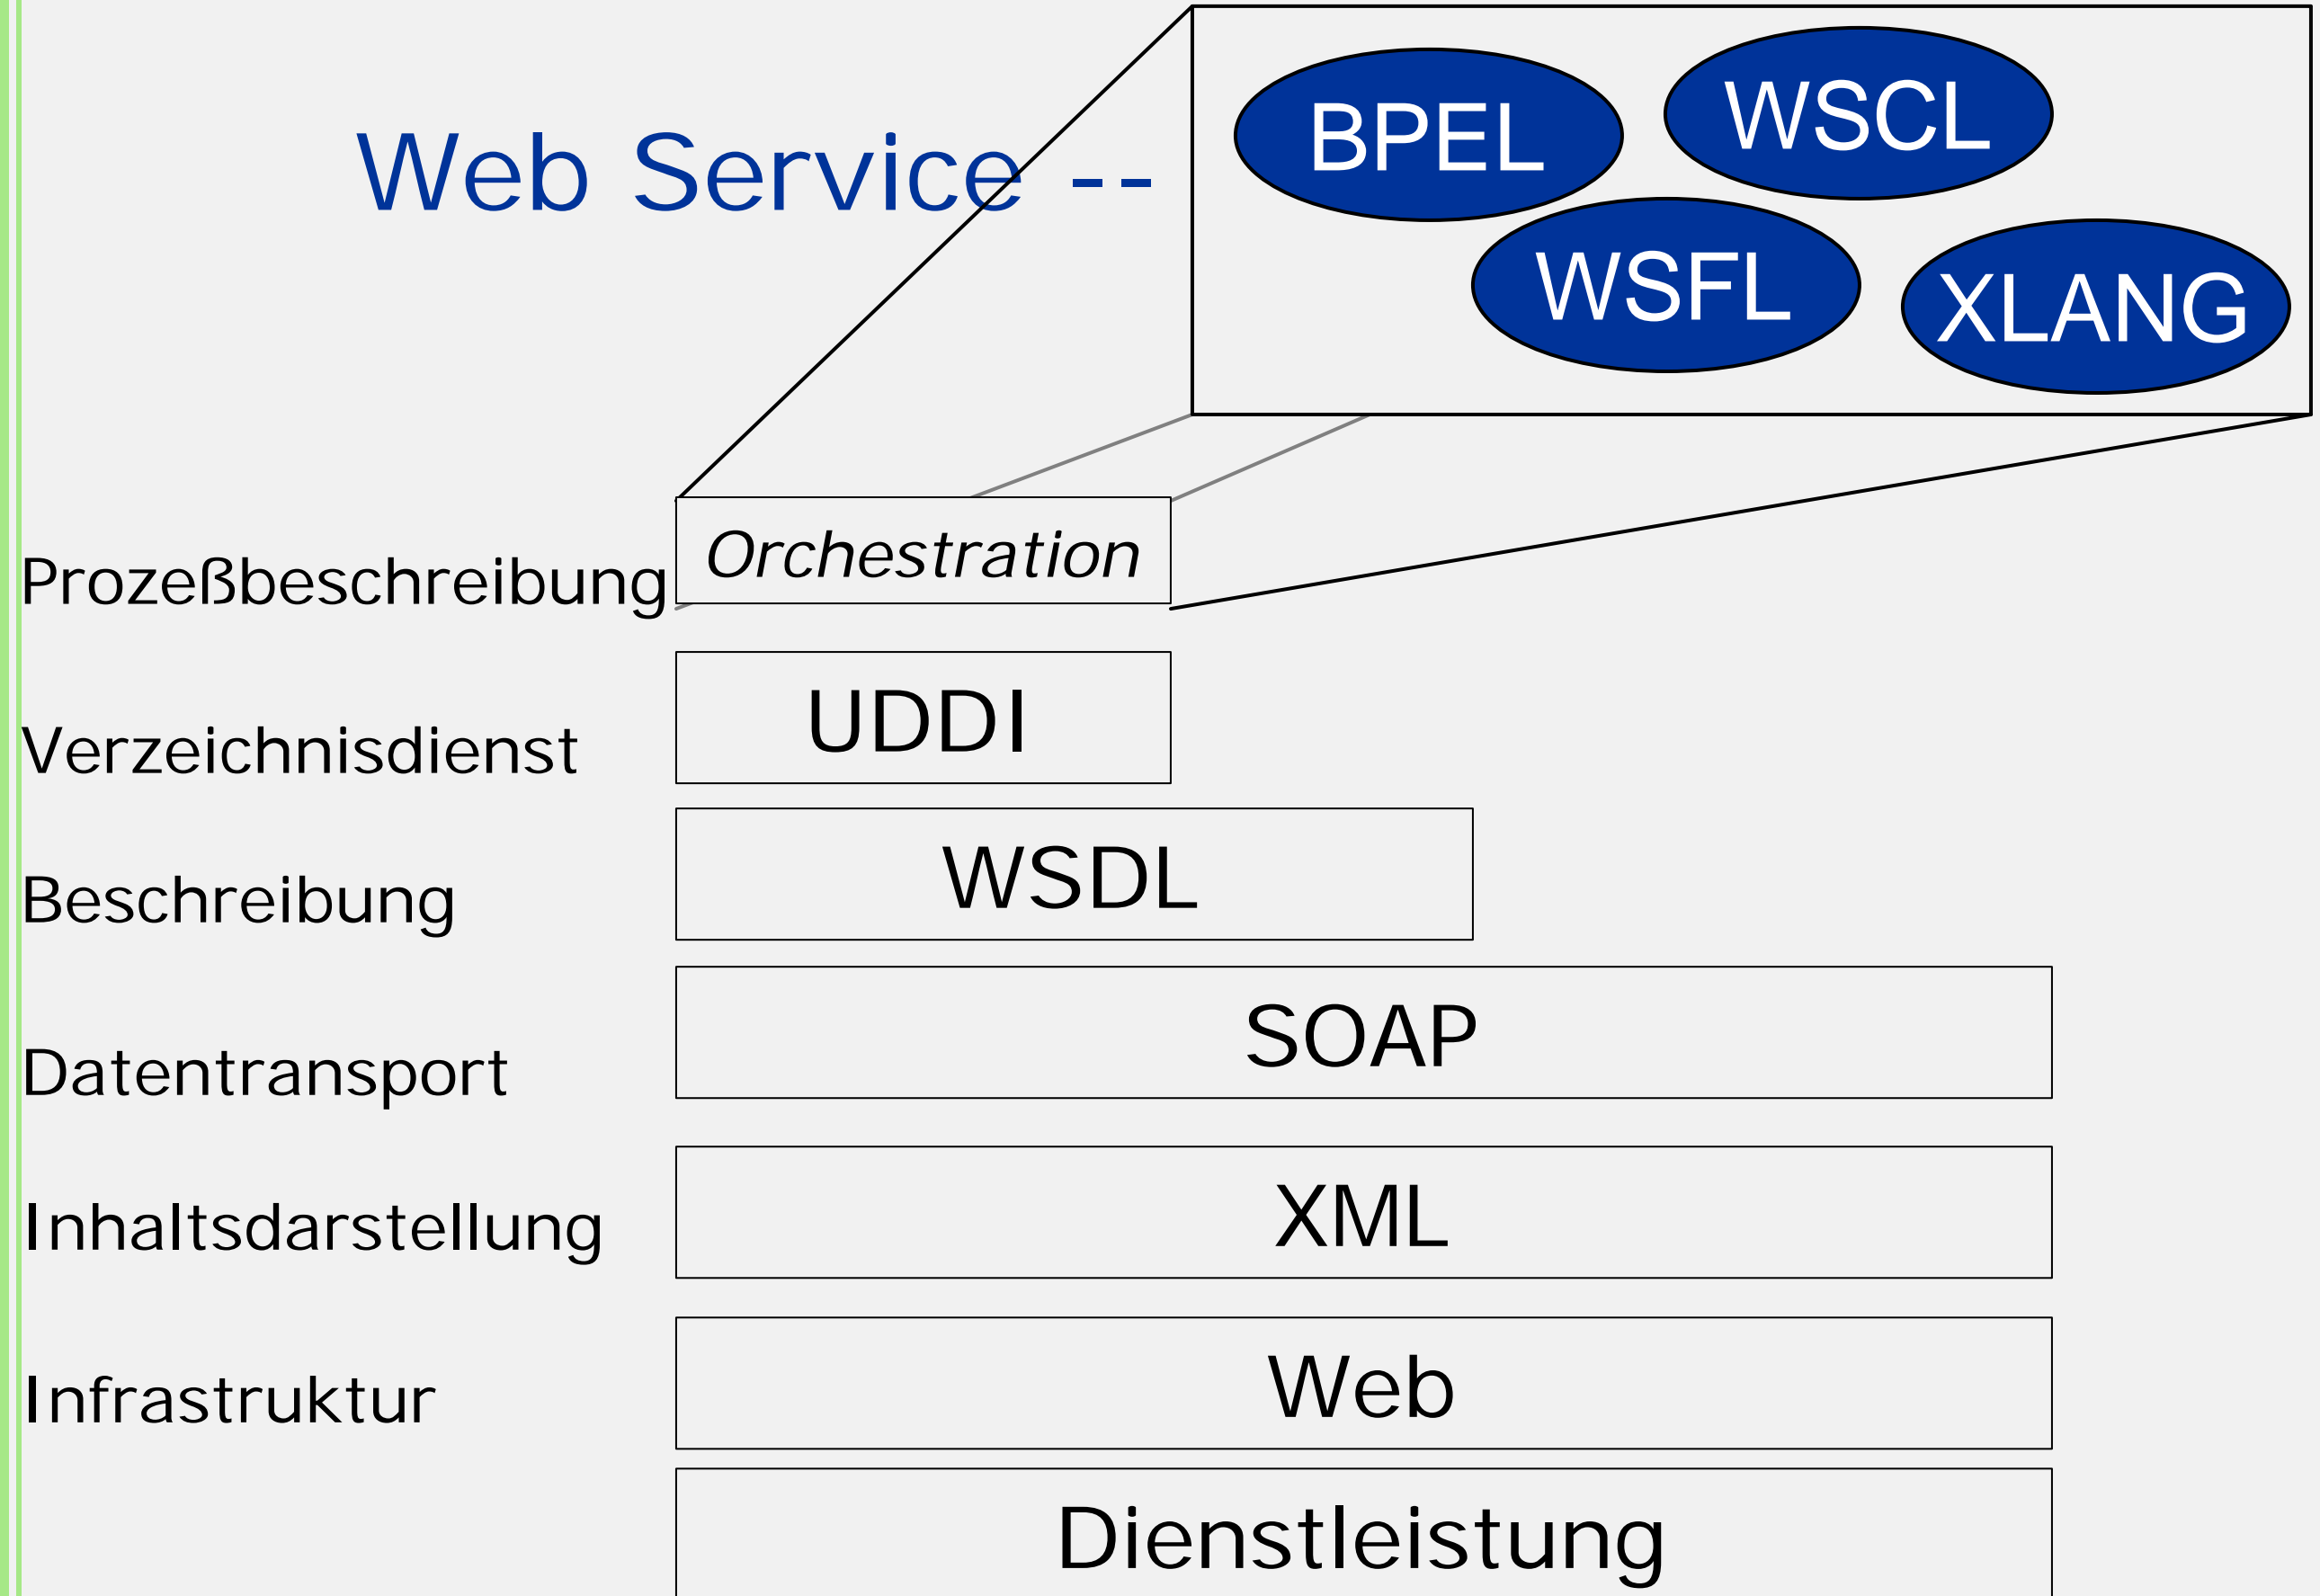 Web Service --
BPEL
WSCL
WSFL
XLANG
Prozeßbeschreibung
Orchestration
Verzeichnisdienst
UDDI
Beschreibung
WSDL
Datentransport
SOAP
Inhaltsdarstellung
XML
Infrastruktur
Web
Dienstleistung